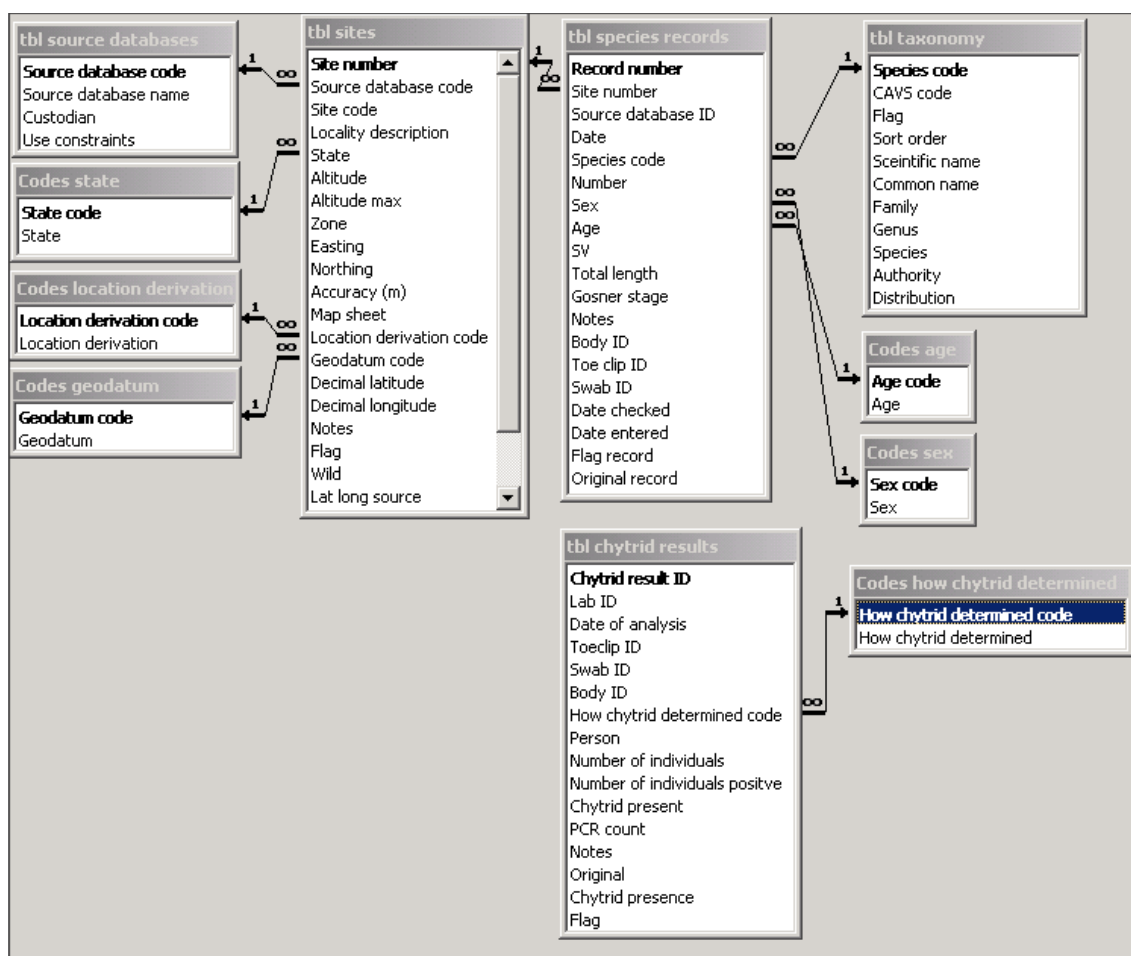 tbl source databases
Source database code
Source database name
Custodian
Use constraints
Codes state
State code
State
Codes location derivation
Location derivation code
Location derivation
Codes geodatum
Geodatum code
Geodatum
tbl sites
Site number
Source database code
Site code
Locality description
State
Altitude
Altitude max
Zone
Easting
Northing
Accuracy (m)
Map sheet
Location derivation code
Geodatum code
Decimal latitude
Decimal longitude
Notes
Flag
Wild
Lat long source
tbl species records
Record number
Site number
Source database ID
Date
Species code
Number
Sex
Age
SV
Total length
Gosner stage
Notes
Body ID
Toe clip ID
Swab ID
Date checked
Date entered
Flag record
Original record
tbl taxonomy
Species code
CAVS code
Flag
Sort order
Sceintific name
Common name
Family
Genus
Species
Authority
Distribution
Codes age
Age code
Age
Codes sex
Sex code
Sex
tbl chytrid results
Chytrid result ID
Lab ID
Date of analysis
Toeclip ID
Swab ID
Body ID
How chytrid determined code
Person
Number of individuals
Number of individuals positve
Chytrid present
PCR count
Notes
Original
Chytrid presence
Flag
Codes how chytrid determined
How chytrid determined code
How chytrid determined
1 ∞
1 ∞
1 ∞
1 ∞
1 ∞
∞ 1
∞ 1
∞ 1
∞ 1